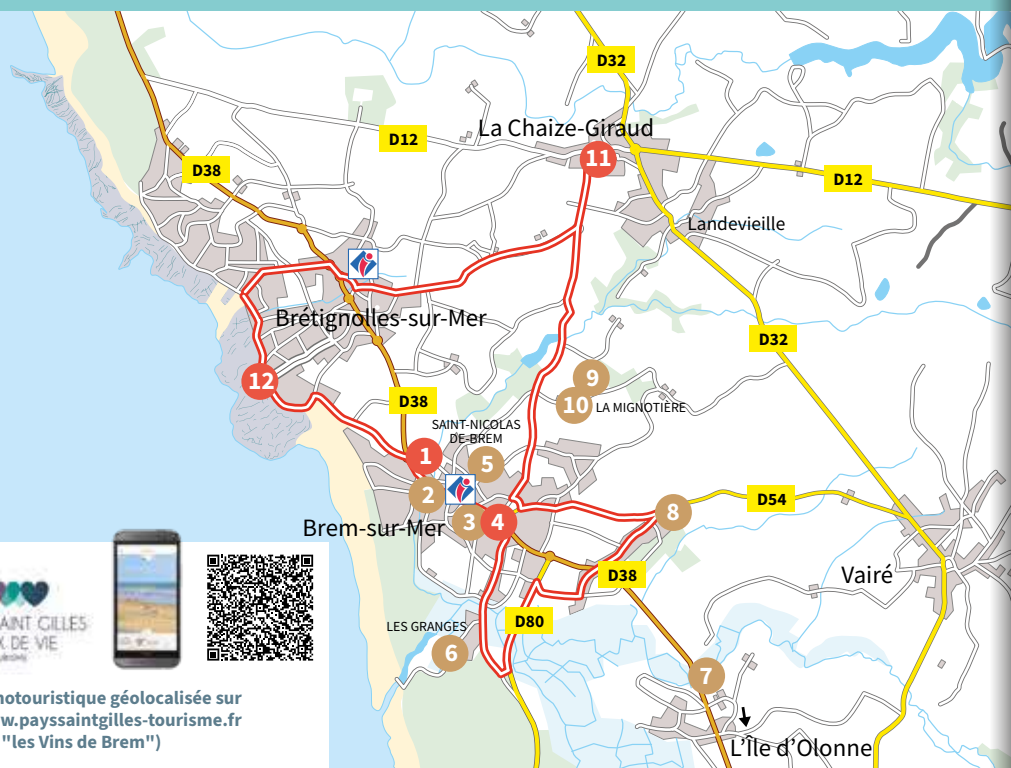 D32
La Chaize-Giraud
D12
11
D38
D12
Landevieille
Brétignolles-sur-Mer
D32
12
9
10
LA MIGNOTIÈRE
D38
SAINT-NICOLAS
DE-BREM
1
5
2
D54
3
4
8
Brem-sur-Mer
D38
Vairé
LES GRANGES
D80
6
7
L'Île d'Olonne
AINT GILLES
X DE VIE
notouristique géolocalisée sur
w.payssaintgilles-tourisme.fr
"les Vins de Brem")